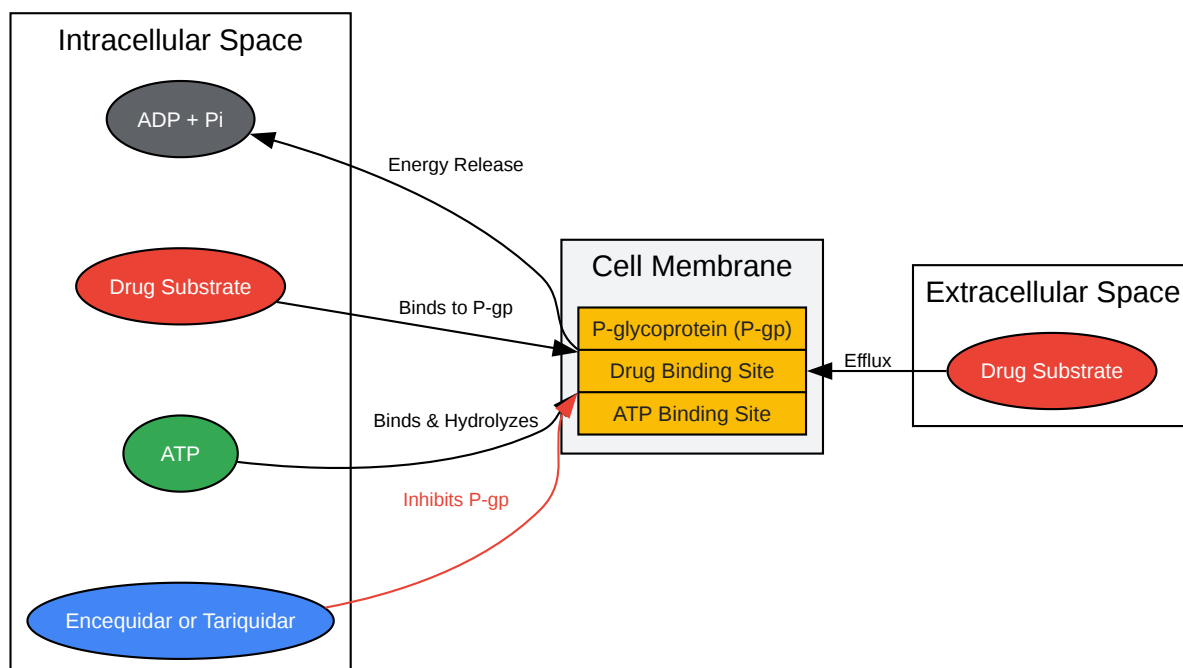 Intracellular Space
ADP + Pi
Energy Release
Drug Substrate
Binds to P-gp
ATP
Binds & Hydrolyzes
Inhibits P-gp
Encequidar or Tariquidar
Cell Membrane
P-glycoprotein (P-gp)
Drug Binding Site
ATP Binding Site
Efflux
Extracellular Space
Drug Substrate